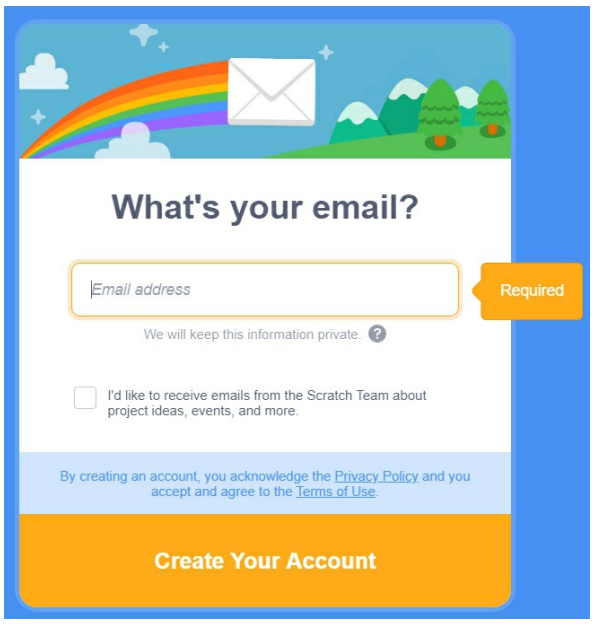 What's your email?
Email address
Required
We will keep this information private. ?
I'd like to receive emails from the Scratch Team about
project ideas, events, and more.
By creating an account, you acknowledge the Privacy Policy and you
accept and agree to the Terms of Use.
Create Your Account